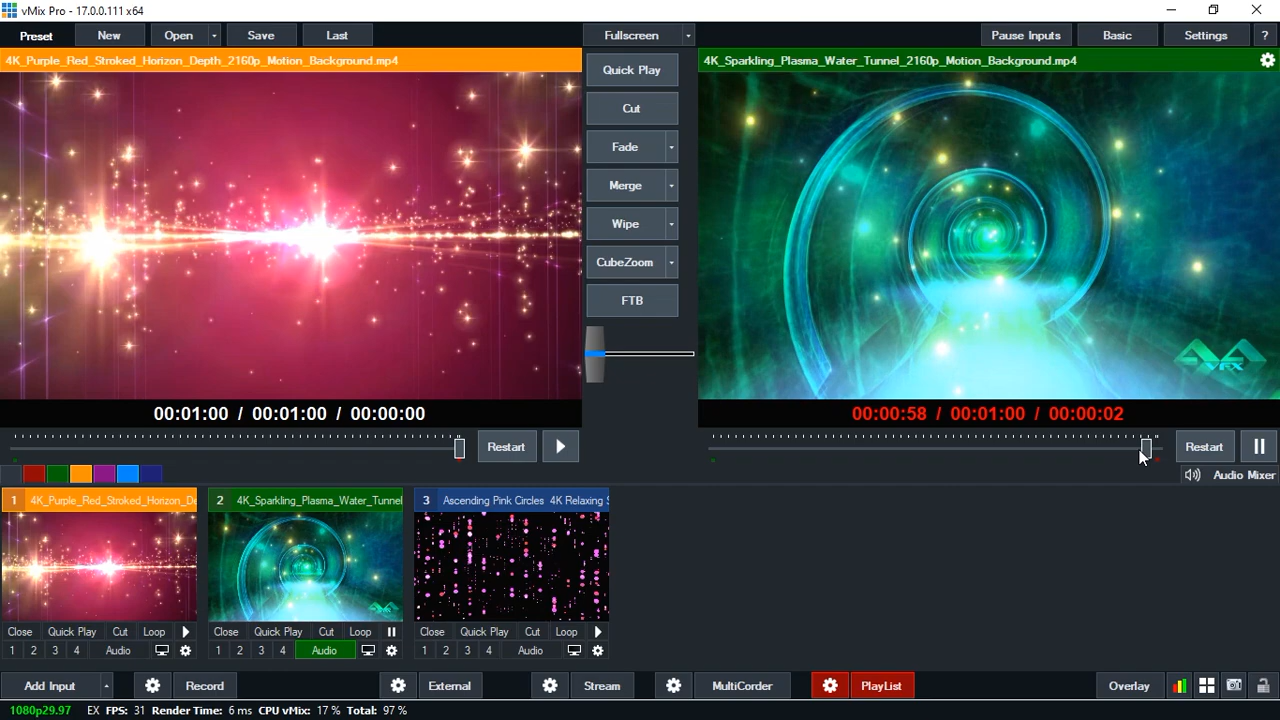 vMix Pro - 17.0.0.111 x64
Preset New Open Save Last Fullscreen Pause Inputs Basic Settings ?
4K_Purple_Red_Stroked_Horizon_Depth_2160p_Motion_Background.mp4
4K_Sparkling_Plasma_Water_Tunnel_2160p_Motion_Background.mp4
Quick Play
Cut
Fade
Merge
Wipe
CubeZoom
FTB
VFX
00:01:00 / 00:01:00 / 00:00:00
00:00:58 / 00:01:00 / 00:00:02
Restart
Restart
Audio Mixer
1 4K_Purple_Red_Stroked_Horizon_De
2 4K_Sparkling_Plasma_Water_Tunnel
3 Ascending Pink Circles 4K Relaxing
Close Quick Play Cut Loop
Close Quick Play Cut Loop
Close Quick Play Cut Loop
1 2 3 4 Audio
1 2 3 4 Audio
1 2 3 4 Audio
Add Input Record External Stream MultiCorder PlayList Overlay
1080p29.97 EX FPS: 31 Render Time: 6 ms CPU vMix: 17 % Total: 97 %